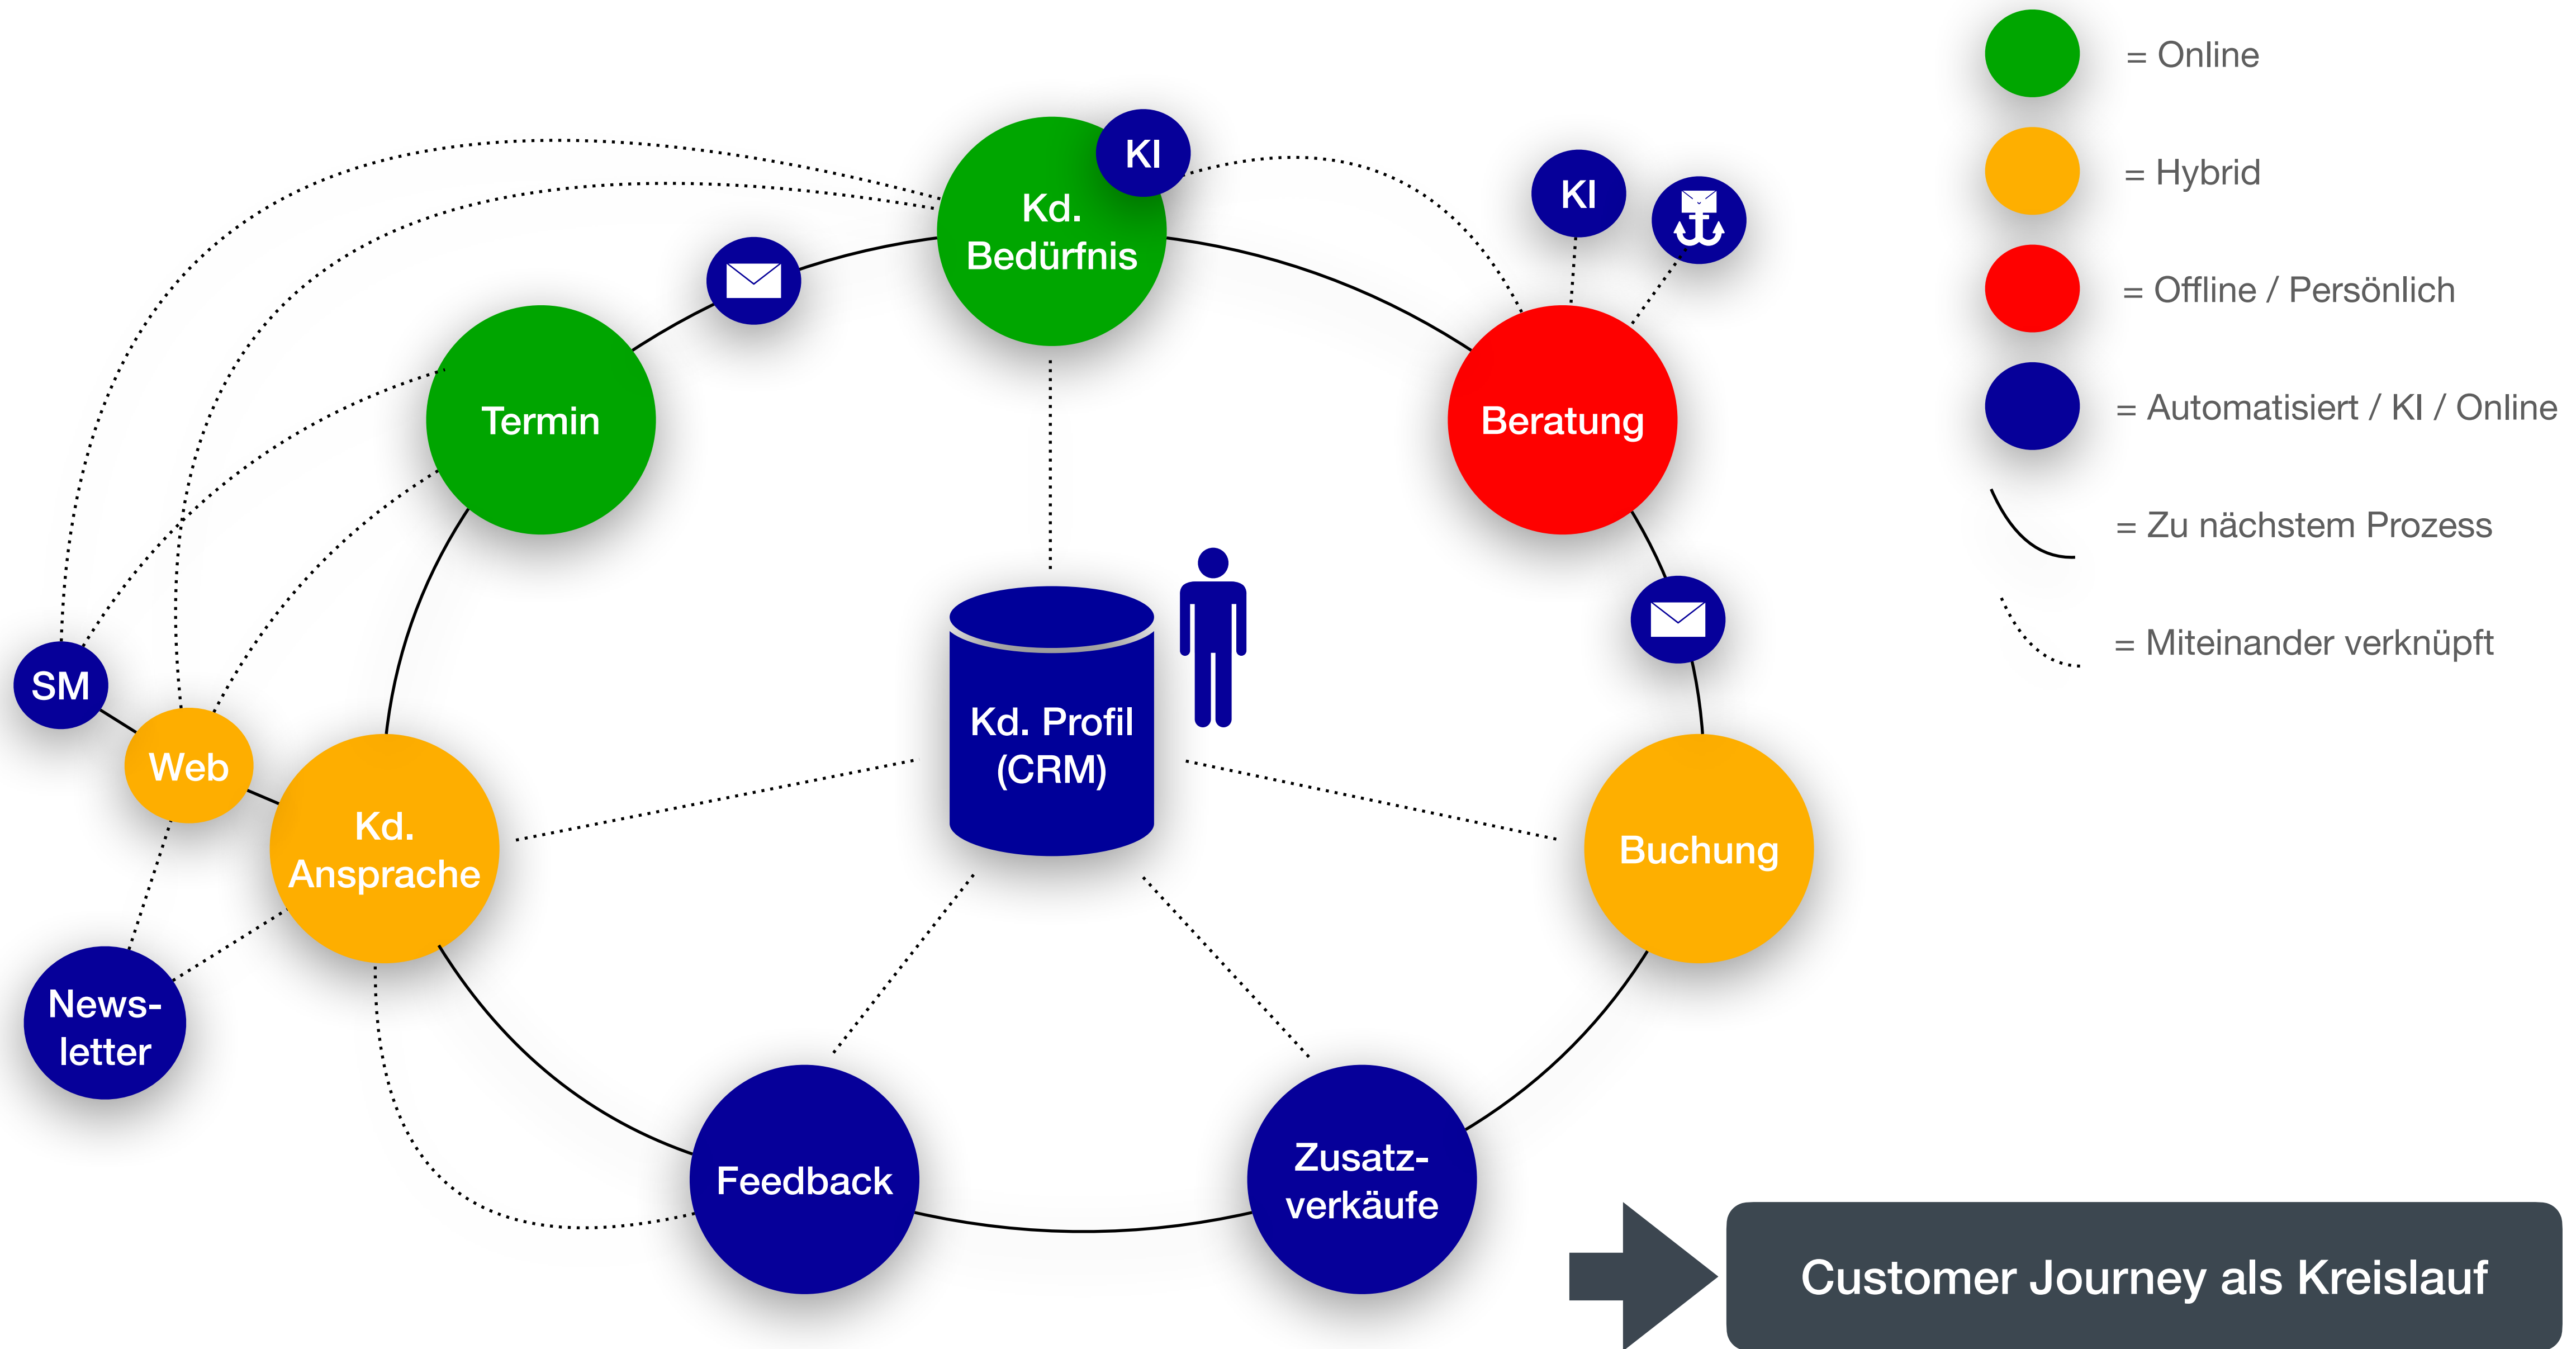 = Online
= Hybrid
= Offline / Persönlich
= Automatisiert / KI / Online
= Zu nächstem Prozess
= Miteinander verknüpft
KI
Kd.
Bedürfnis
KI
Termin
Beratung
SM
Web
Kd. Profil
(CRM)
Kd.
Ansprache
Buchung
News-
letter
Feedback
Zusatz-
verkäufe
Customer Journey als Kreislauf